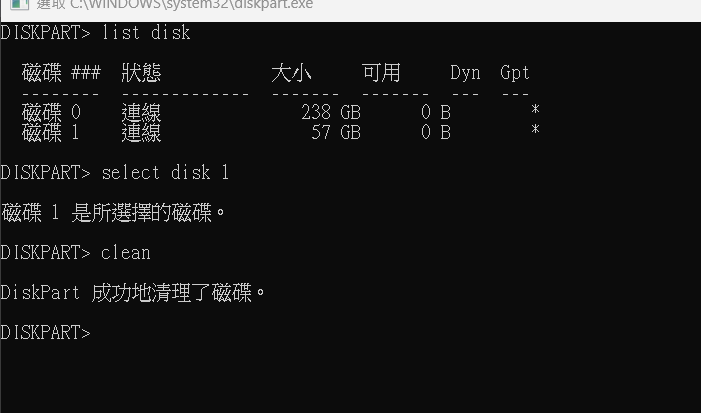 選取 C:\WINDOWS\system32\diskpart.exe
DISKPART> list disk
磁碟 ### 狀態 大小 可用 Dyn Gpt
-------- ------------- ------- ------- --- ---
磁碟 0 連線 238 GB 0 B *
磁碟 1 連線 57 GB 0 B *
DISKPART> select disk 1
磁碟 1 是所選擇的磁碟。
DISKPART> clean
DiskPart 成功地清理了磁碟。
DISKPART>